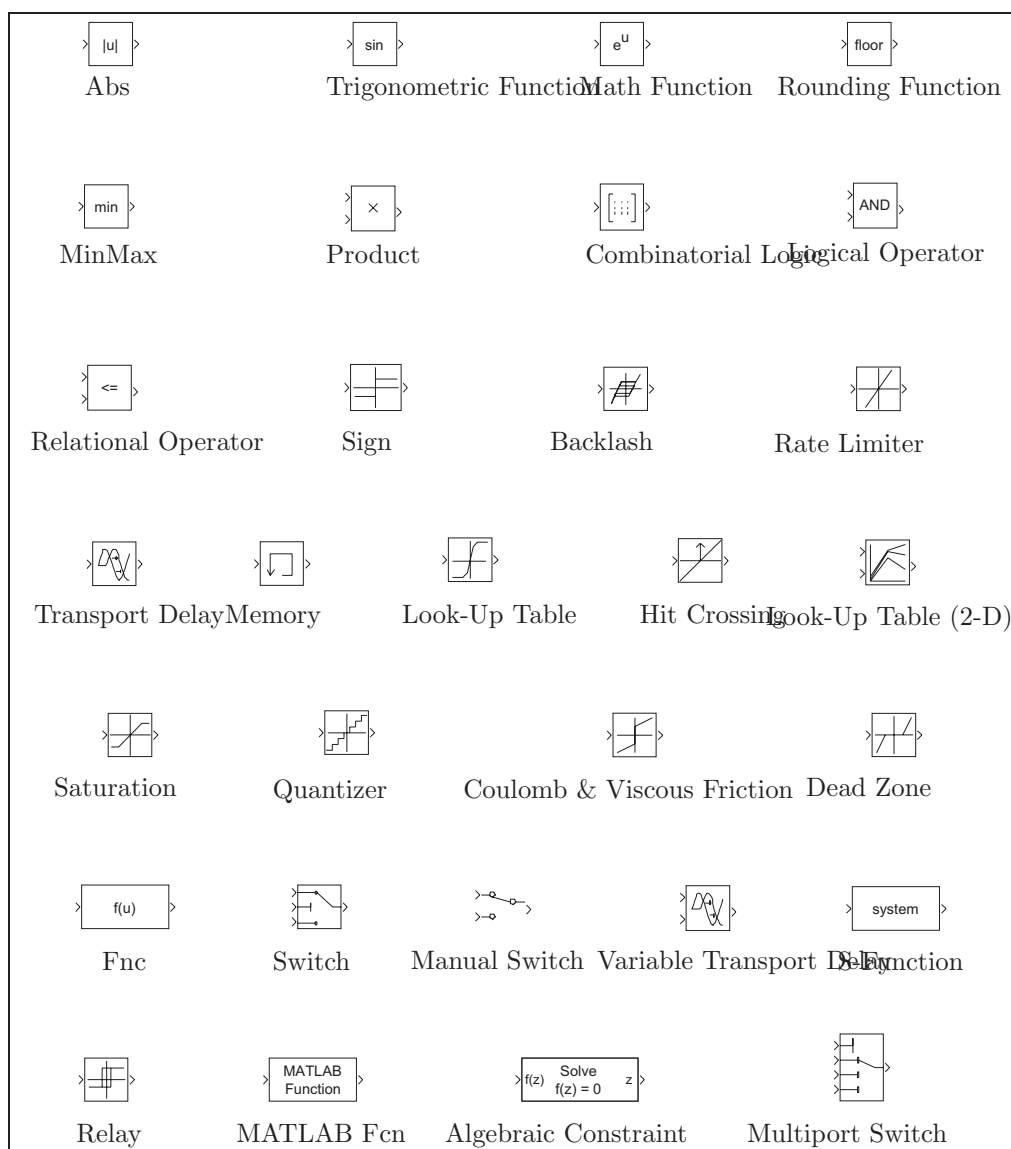 |u| sin e^u floor
Abs Trigonometric Function Math Function Rounding Function
min × AND
MinMax Product Combinatorial Logic Logical Operator
<=
Relational Operator Sign Backlash Rate Limiter
Transport Delay Memory Look-Up Table Hit Crossing Look-Up Table (2-D)
Saturation Quantizer Coulomb & Viscous Friction Dead Zone
f(u) system
Fnc Switch Manual Switch Variable Transport Delay S-Function
MATLAB Function f(z) Solve f(z) = 0 z
Relay MATLAB Fcn Algebraic Constraint Multiport Switch